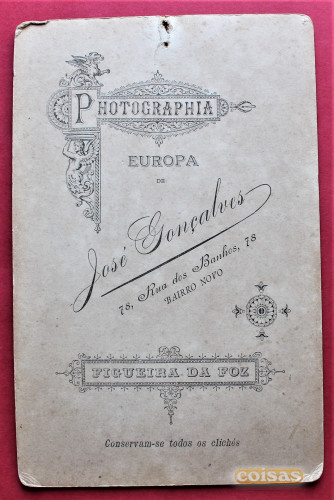 PHOTOGRAPHIA
EUROPA
DE
José Gonçalves
78, Rua dos Banhos, 78
BAIRRO NOVO
FIGUEIRA DA FOZ
Conservam-se todos os clichés
coisas